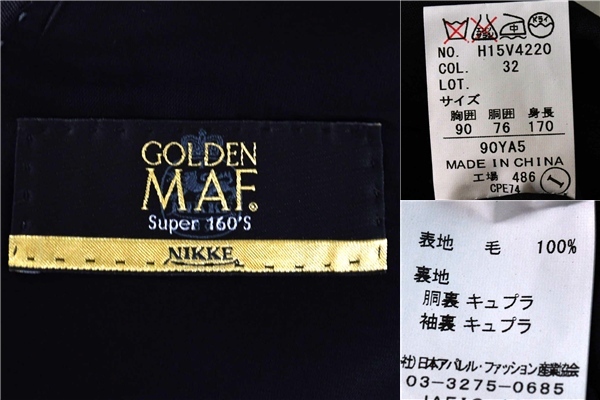 GOLDEN
MAF®
Super 160'S
NIKKE
ドライ
NO. H15V4220
COL. 32
LOT.
サイズ
胸囲 胴囲 身長
90 76 170
90YA5
MADE IN CHINA
工場 486
CPE74
表地 毛 100%
裏地
胴裏 キュプラ
袖裏 キュプラ
社)日本アパレル・ファッション産業協会
03-3275-0685